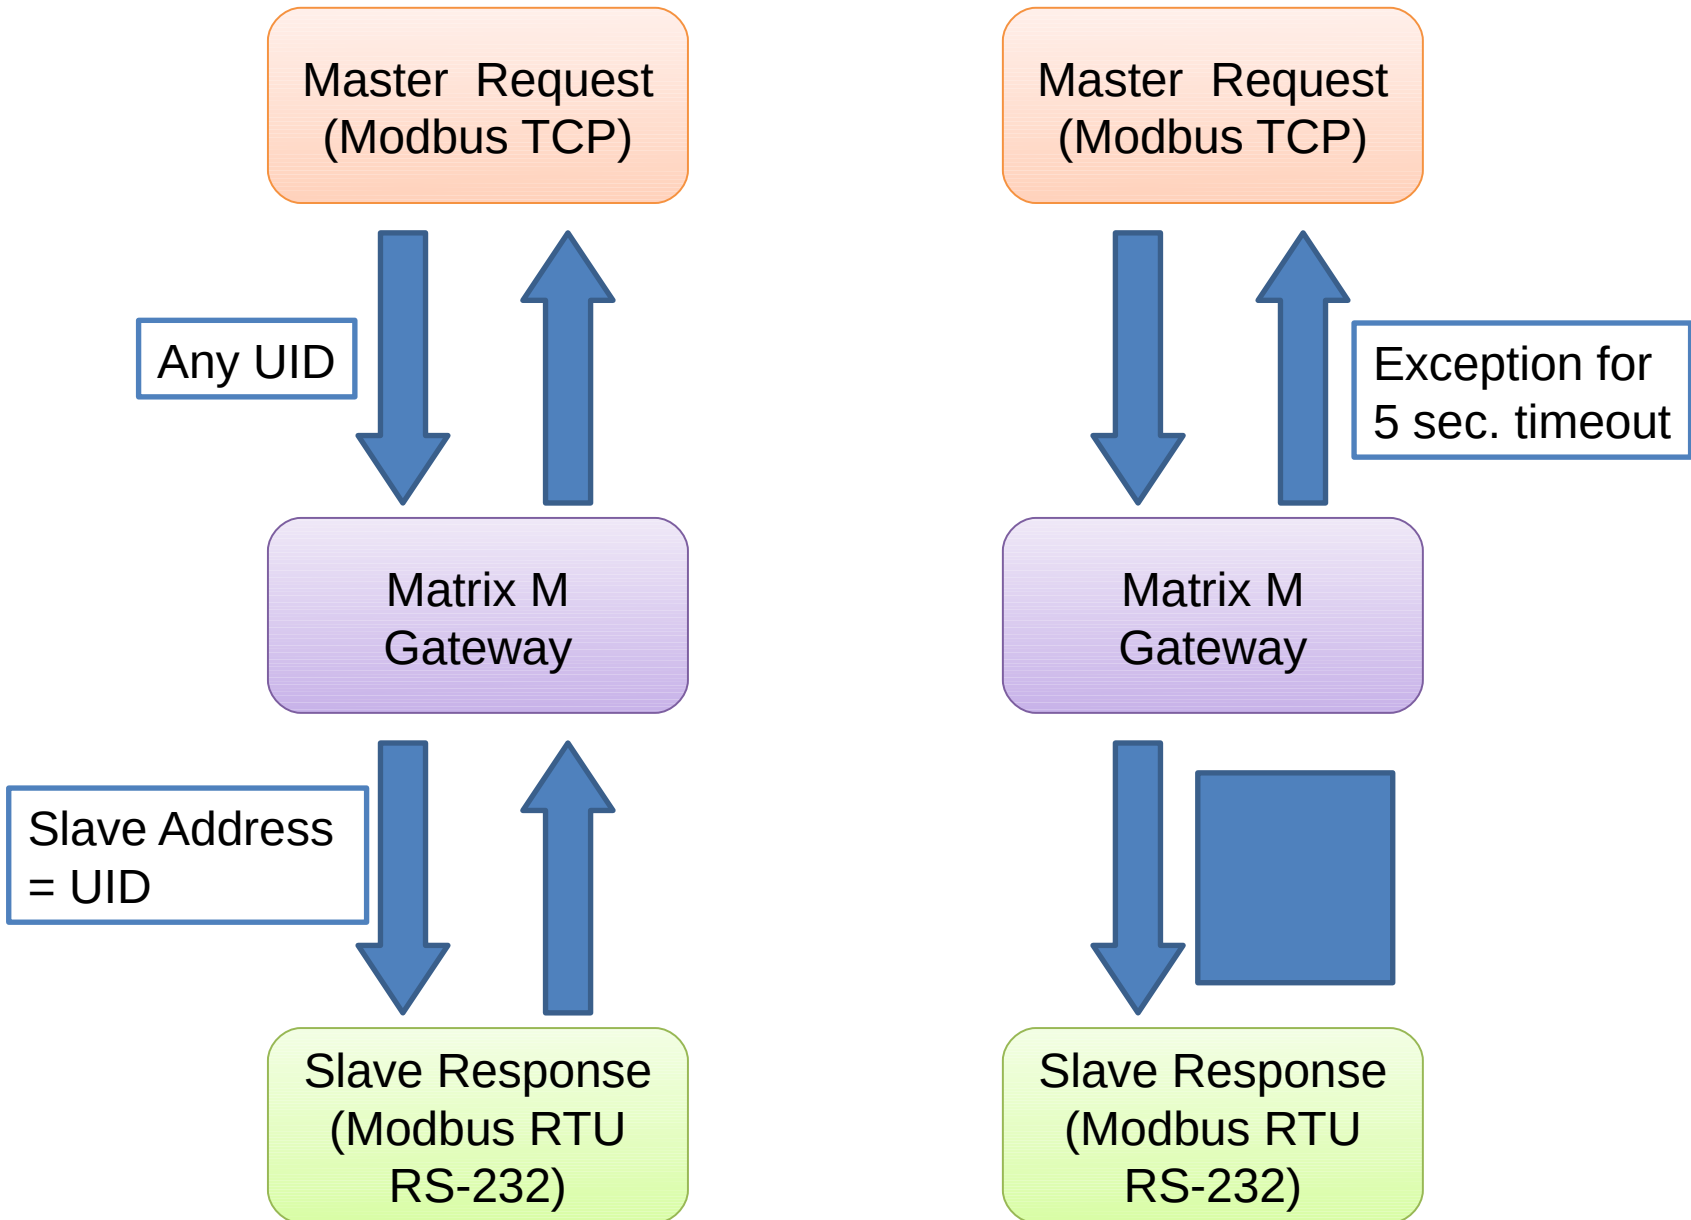 Master  Request
(Modbus TCP)
Any UID
Matrix M
Gateway
Slave Address
= UID
Slave Response
(Modbus RTU
RS-232)
Master  Request
(Modbus TCP)
Exception for
5 sec. timeout
Matrix M
Gateway
Slave Response
(Modbus RTU
RS-232)